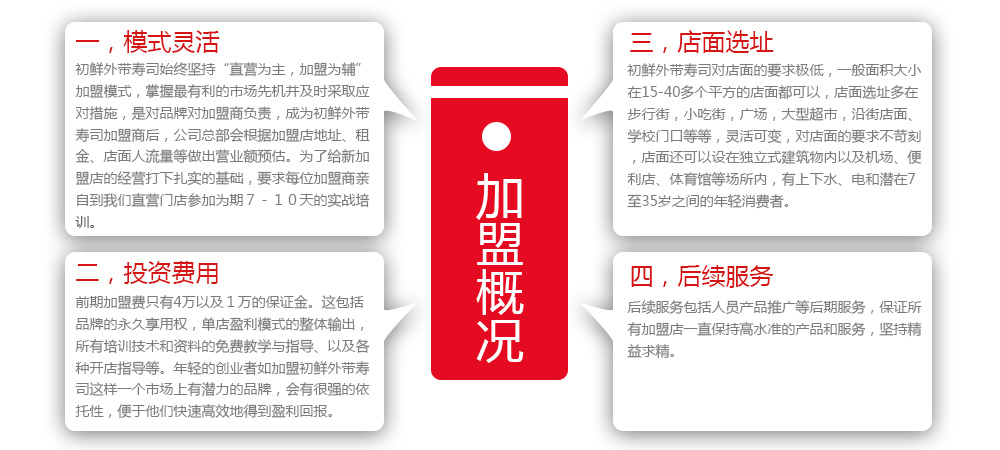 一，模式灵活
初鲜外带寿司始终坚持“直营为主，加盟为辅”
加盟模式，掌握最有利的市场先机并及时采取应
对措施，是对品牌对加盟商负责，成为初鲜外带
寿司加盟商后，公司总部会根据加盟店地址、租
金、店面人流量等做出营业额预估。为了给新加
盟店的经营打下扎实的基础，要求每位加盟商亲
自到我们直营门店参加为期７－１０天的实战培
训。
二，投资费用
前期加盟费只有4万以及１万的保证金。这包括
品牌的永久享用权，单店盈利模式的整体输出，
所有培训技术和资料的免费教学与指导、以及各
种开店指导等。年轻的创业者如加盟初鲜外带寿
司这样一个市场上有潜力的品牌，会有很强的依
托性，便于他们快速高效地得到盈利回报。
加盟概况
三，店面选址
初鲜外带寿司对店面的要求极低，一般面积大小
在15-40多个平方的店面都可以，店面选址多在
步行街，小吃街，广场，大型超市，沿街店面、
学校门口等等，灵活可变，对店面的要求不苛刻
，店面还可以设在独立式建筑物内以及机场、便
利店、体育馆等场所内，有上下水、电和潜在7
至35岁之间的年轻消费者。
四，后续服务
后续服务包括人员产品推广等后期服务，保证所
有加盟店一直保持高水准的产品和服务，坚持精
益求精。